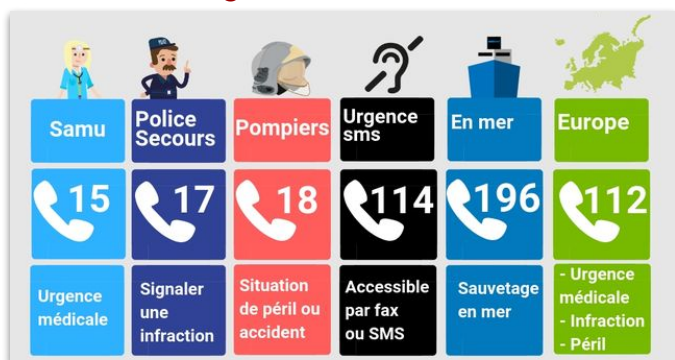 Samu
Police
Secours
Pompiers
Urgence
sms
En mer
Europe
15
17
18
114
196
112
Urgence
médicale
Signaler
une
infraction
Situation
de péril ou
accident
Accessible
par fax
ou SMS
Sauvetage
en mer
- Urgence
médicale
- Infraction
- Péril